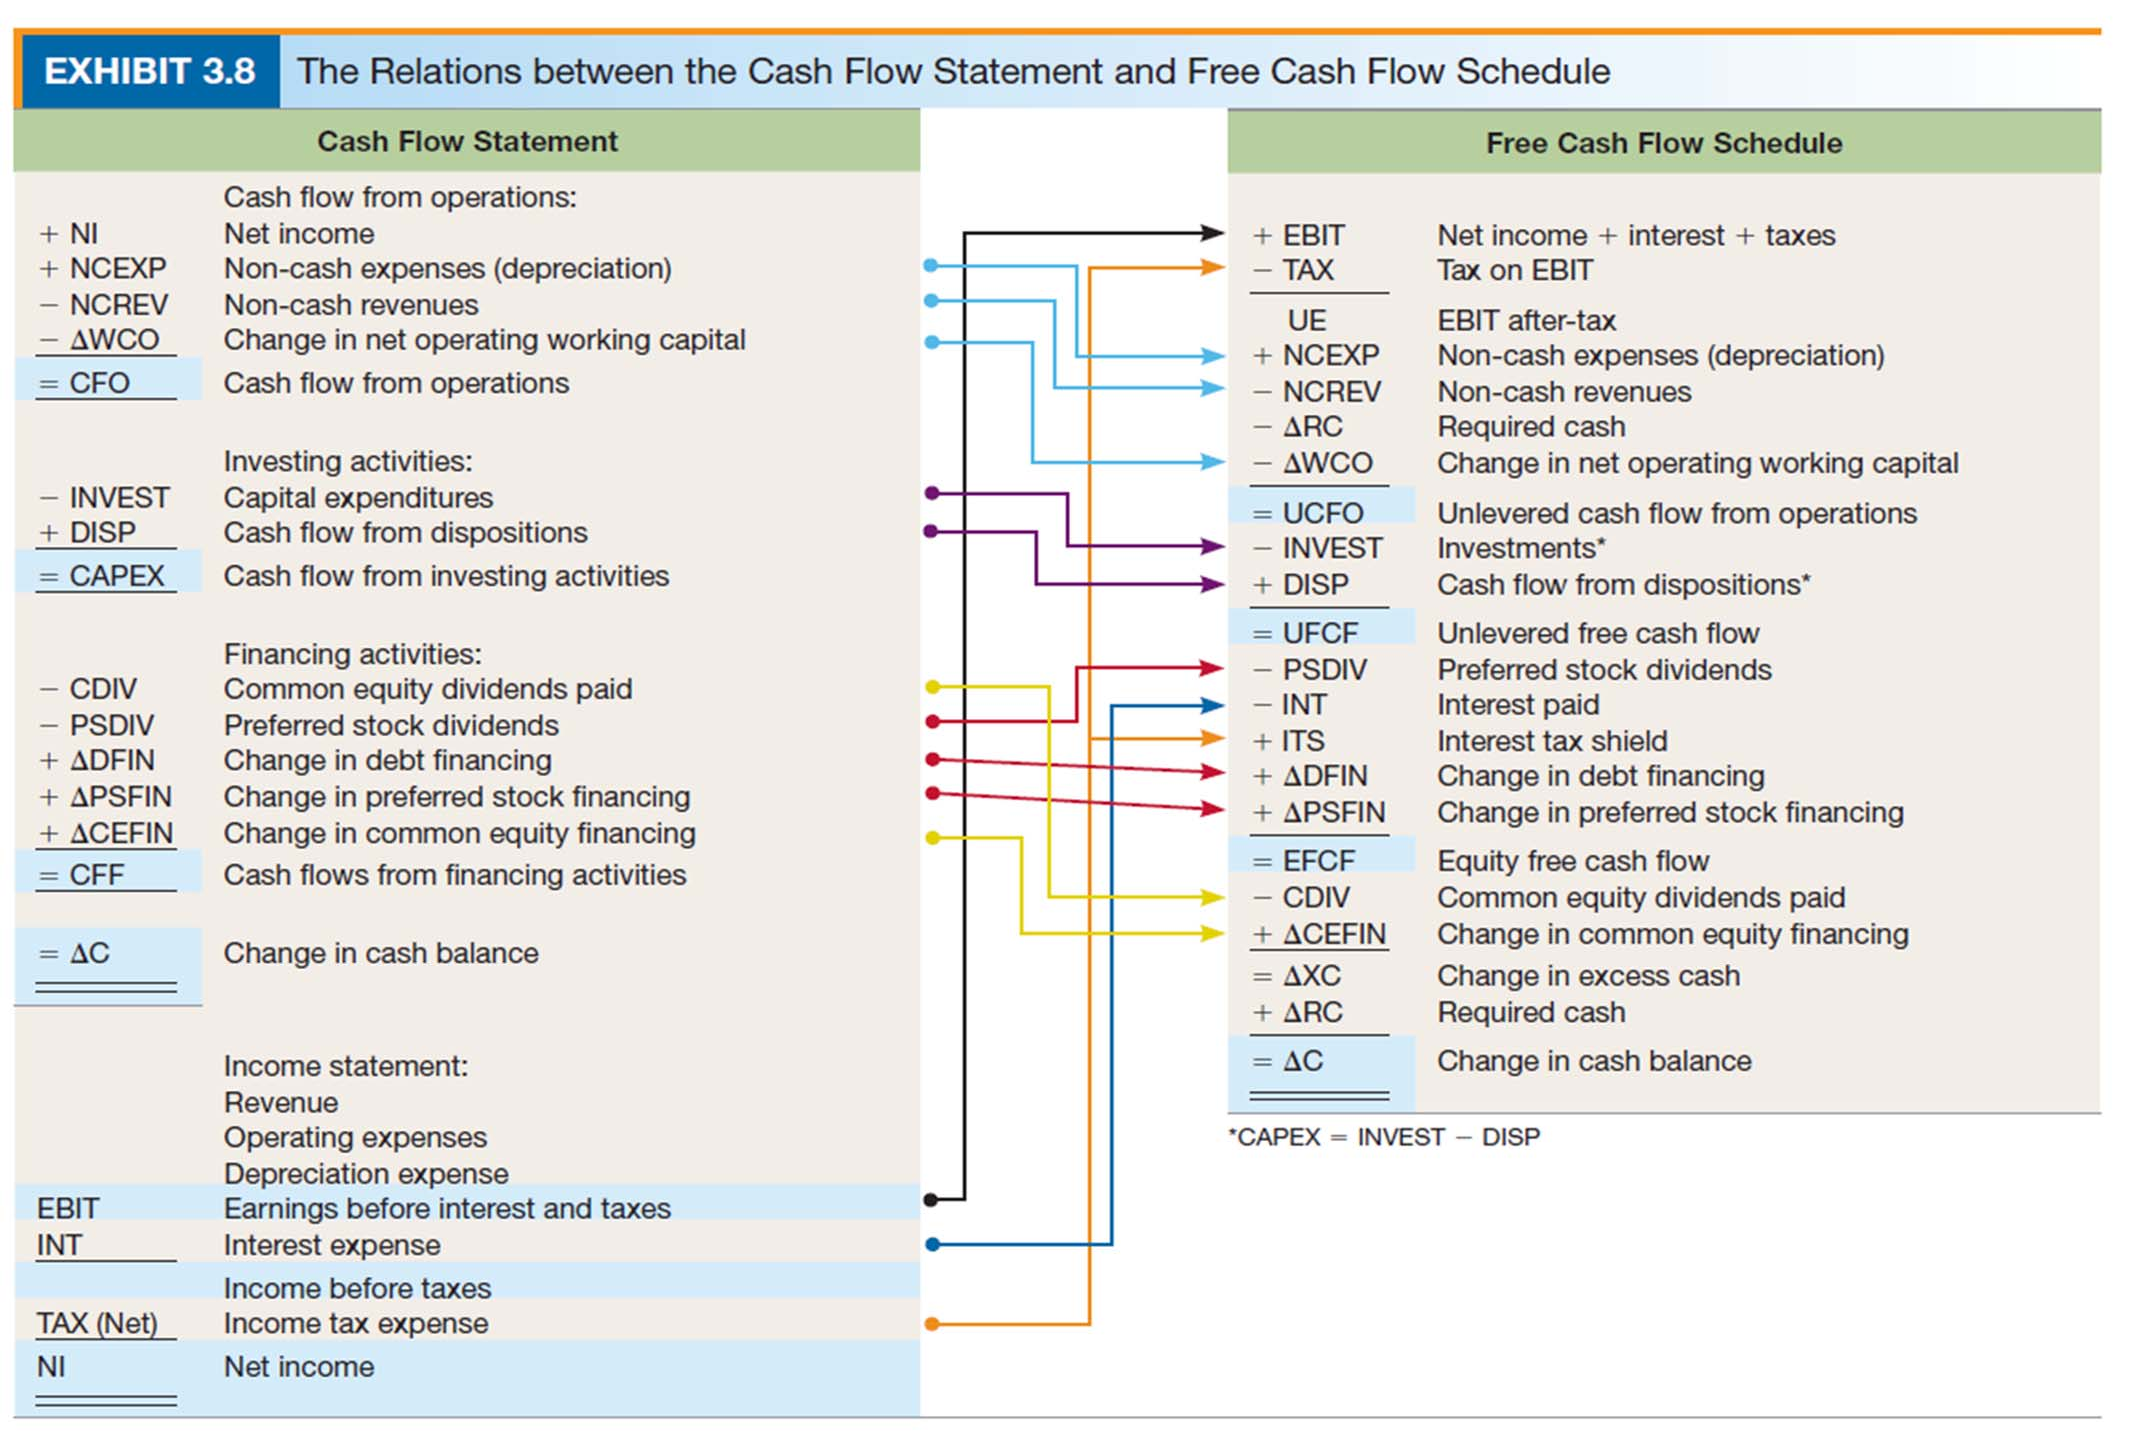 EXHIBIT 3.8 The Relations between the Cash Flow Statement and Free Cash Flow Schedule
Cash Flow Statement
Cash flow from operations:
+ NI Net income
+ NCEXP Non-cash expenses (depreciation)
− NCREV Non-cash revenues
− ΔWCO Change in net operating working capital
= CFO Cash flow from operations
Investing activities:
− INVEST Capital expenditures
+ DISP Cash flow from dispositions
= CAPEX Cash flow from investing activities
Financing activities:
− CDIV Common equity dividends paid
− PSDIV Preferred stock dividends
+ ΔDFIN Change in debt financing
+ ΔPSFIN Change in preferred stock financing
+ ΔCEFIN Change in common equity financing
= CFF Cash flows from financing activities
= ΔC Change in cash balance
Income statement:
Revenue
Operating expenses
Depreciation expense
EBIT Earnings before interest and taxes
INT Interest expense
Income before taxes
TAX (Net) Income tax expense
NI Net income
Free Cash Flow Schedule
+ EBIT Net income + interest + taxes
− TAX Tax on EBIT
UE EBIT after-tax
+ NCEXP Non-cash expenses (depreciation)
− NCREV Non-cash revenues
− ΔRC Required cash
− ΔWCO Change in net operating working capital
= UCFO Unlevered cash flow from operations
− INVEST Investments*
+ DISP Cash flow from dispositions*
= UFCF Unlevered free cash flow
− PSDIV Preferred stock dividends
− INT Interest paid
+ ITS Interest tax shield
+ ΔDFIN Change in debt financing
+ ΔPSFIN Change in preferred stock financing
= EFCF Equity free cash flow
− CDIV Common equity dividends paid
+ ΔCEFIN Change in common equity financing
= ΔXC Change in excess cash
+ ΔRC Required cash
= ΔC Change in cash balance
*CAPEX = INVEST − DISP